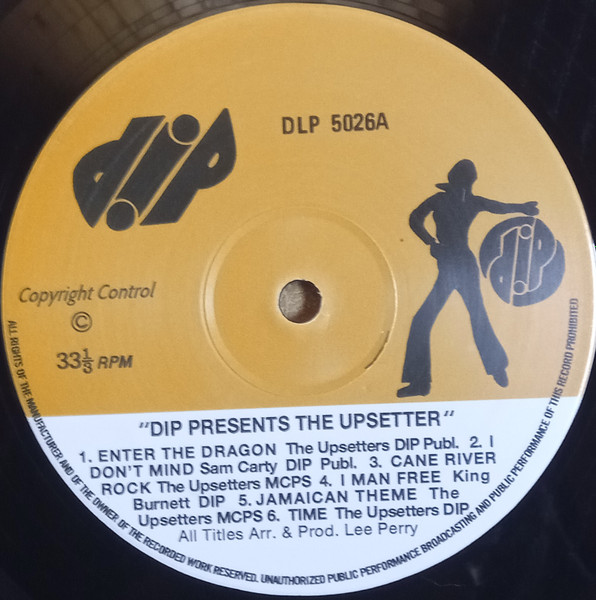 dip
DLP 5026A
dip
Copyright Control
©
33⅓ RPM
"DIP PRESENTS THE UPSETTER"
1. ENTER THE DRAGON The Upsetters DIP Publ. 2. I
DON'T MIND Sam Carty DIP Publ. 3. CANE RIVER
ROCK The Upsetters MCPS 4. I MAN FREE King
Burnett DIP 5. JAMAICAN THEME The
Upsetters MCPS 6. TIME The Upsetters DIP
All Titles Arr. & Prod. Lee Perry
ALL RIGHTS OF THE MANUFACTURER AND OF THE OWNER OF THE RECORDED WORK RESERVED. UNAUTHORIZED PUBLIC PERFORMANCE BROADCASTING AND PUBLIC PERFORMANCE OF THIS RECORD PROHIBITED